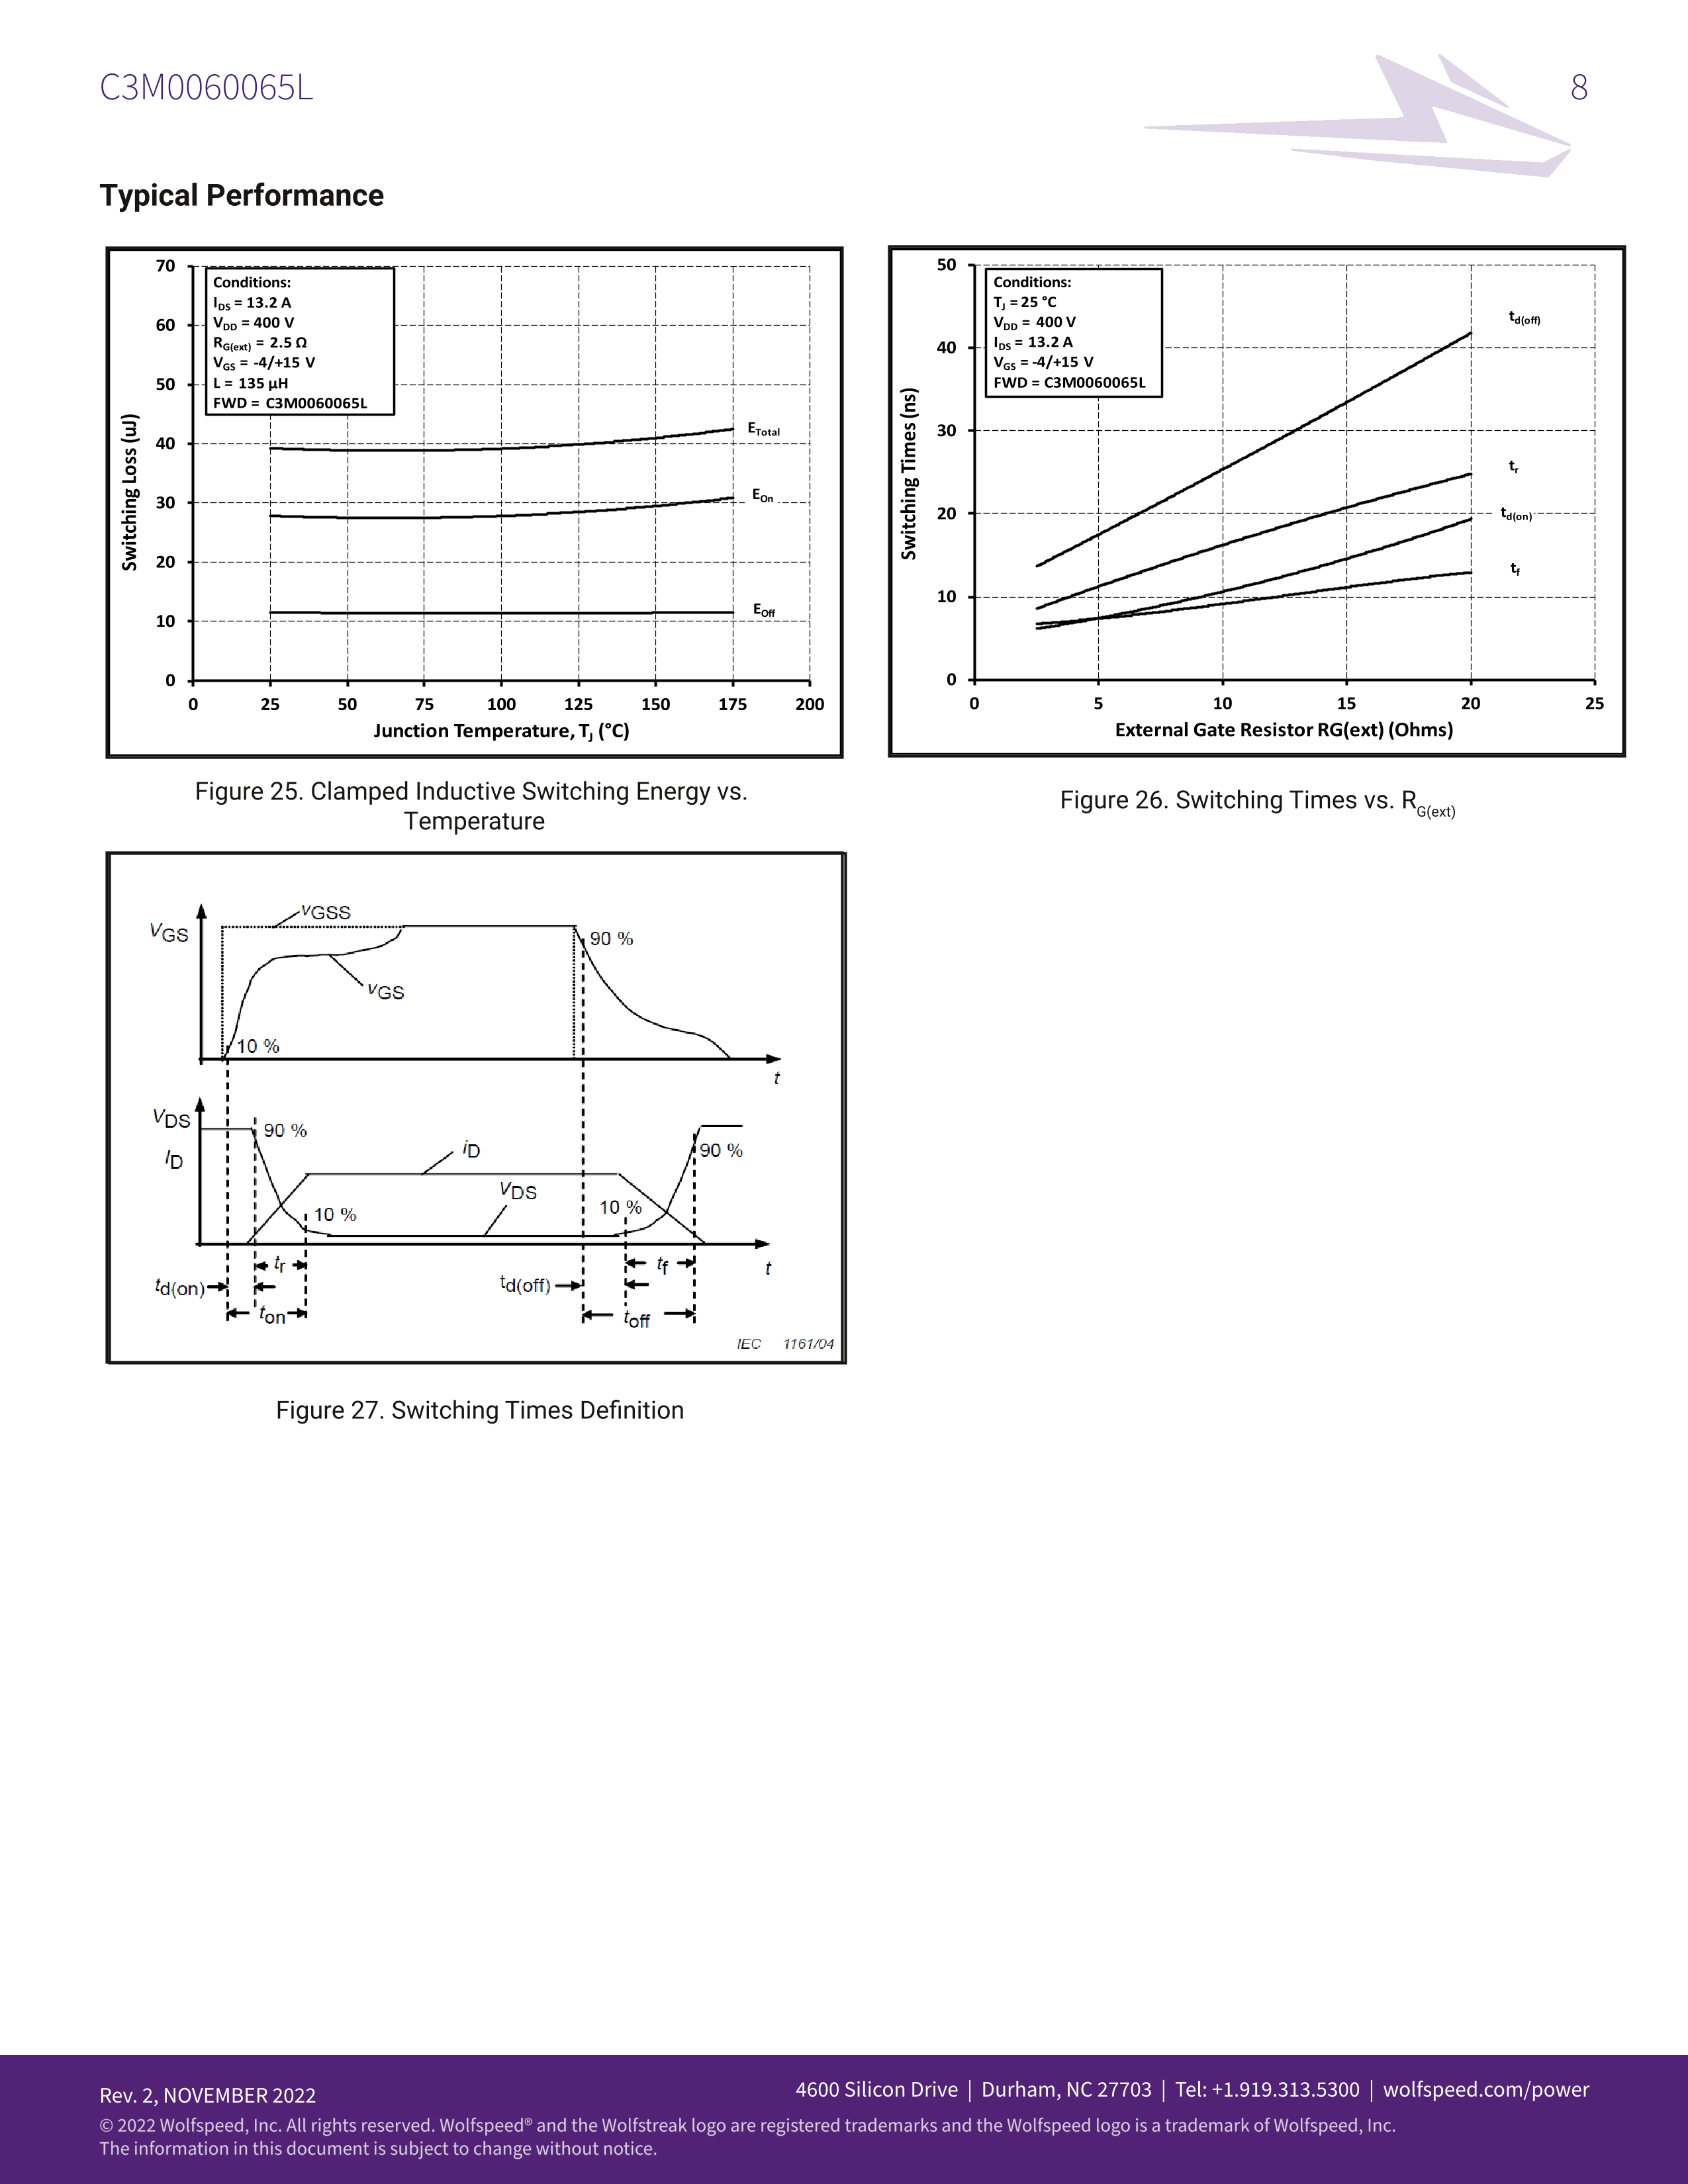 C3M0060065L
8
Typical Performance
70
60
50
40
30
20
10
0
Switching Loss (uJ)
Conditions:
IDS = 13.2 A
VDD = 400 V
RG(ext) = 2.5 Ω
VGS = -4/+15 V
L = 135 μH
FWD = C3M0060065L
ETotal
EOn
EOff
0 25 50 75 100 125 150 175 200
Junction Temperature, TJ (°C)
Figure 25. Clamped Inductive Switching Energy vs.
Temperature
50
40
30
20
10
0
Switching Times (ns)
Conditions:
TJ = 25 °C
VDD = 400 V
IDS = 13.2 A
VGS = -4/+15 V
FWD = C3M0060065L
td(off)
tr
td(on)
tf
0 5 10 15 20 25
External Gate Resistor RG(ext) (Ohms)
Figure 26. Switching Times vs. RG(ext)
VGS
vGSS
90 %
vGS
10 %
t
VDS
ID
90 %
iD
90 %
VDS
10 %
10 %
tr
tf
t
td(on)
td(off)
ton
toff
IEC 1161/04
Figure 27. Switching Times Definition
Rev. 2, NOVEMBER 2022
4600 Silicon Drive | Durham, NC 27703 | Tel: +1.919.313.5300 | wolfspeed.com/power
© 2022 Wolfspeed, Inc. All rights reserved. Wolfspeed® and the Wolfstreak logo are registered trademarks and the Wolfspeed logo is a trademark of Wolfspeed, Inc.
The information in this document is subject to change without notice.